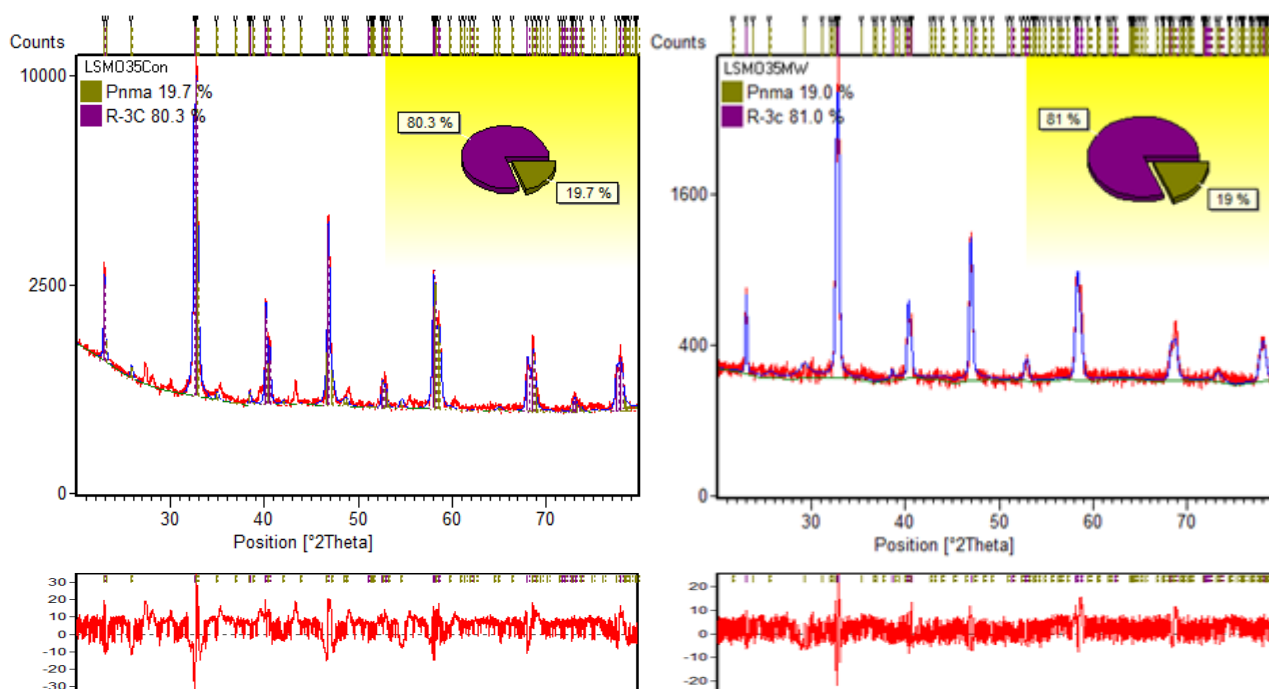 Counts
LSMO35Con
Pnma 19.7 %
R-3C 80.3 %
80.3 %
19.7 %
10000
2500
0
30 40 50 60 70
Position [°2Theta]
30
20
10
0
-10
-20
-30
Counts
LSMO35MW
Pnma 19.0 %
R-3c 81.0 %
81 %
19 %
1600
400
0
30 40 50 60 70
Position [°2Theta]
20
10
0
-10
-20